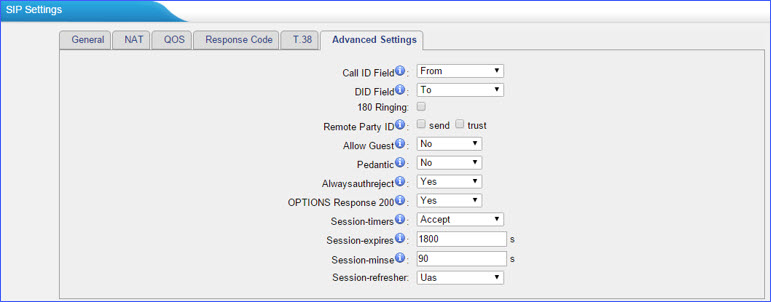 SIP Settings
General NAT QOS Response Code T.38 Advanced Settings
Call ID Field : From
DID Field : To
180 Ringing:
Remote Party ID : send trust
Allow Guest : No
Pedantic : No
Alwaysauthreject : Yes
OPTIONS Response 200 : Yes
Session-timers : Accept
Session-expires : 1800 s
Session-minse : 90 s
Session-refresher: Uas